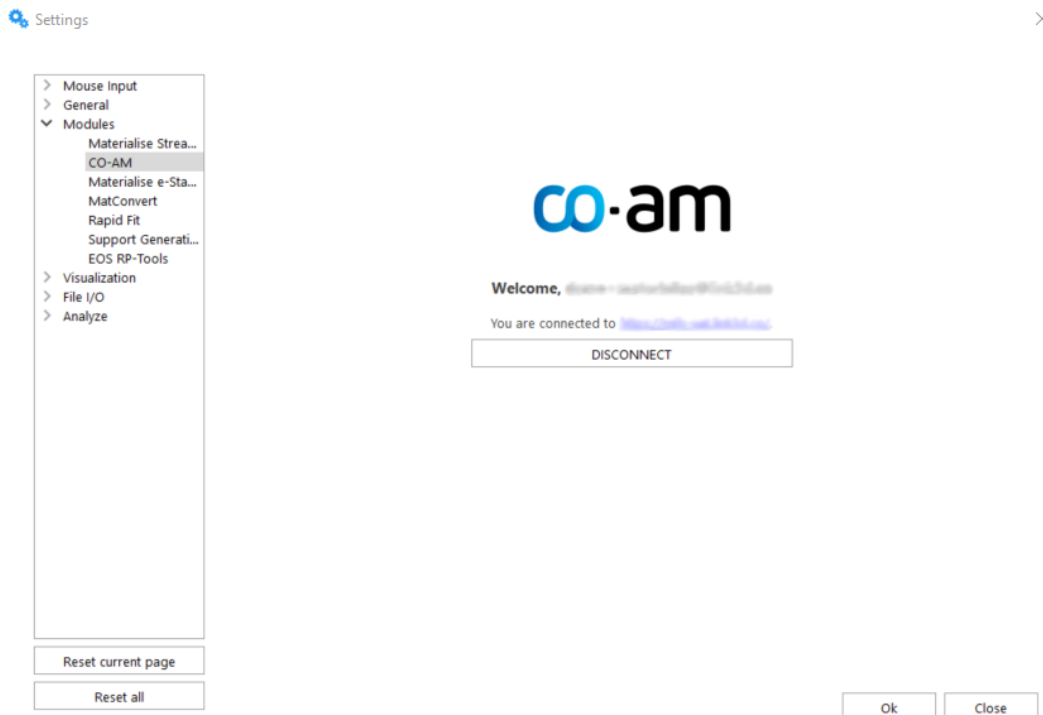 Settings
Mouse Input
General
Modules
Materialise Strea...
CO-AM
Materialise e-Sta...
MatConvert
Rapid Fit
Support Generati...
EOS RP-Tools
Visualization
File I/O
Analyze
Reset current page
Reset all
co-am
Welcome,
You are connected to
DISCONNECT
Ok
Close